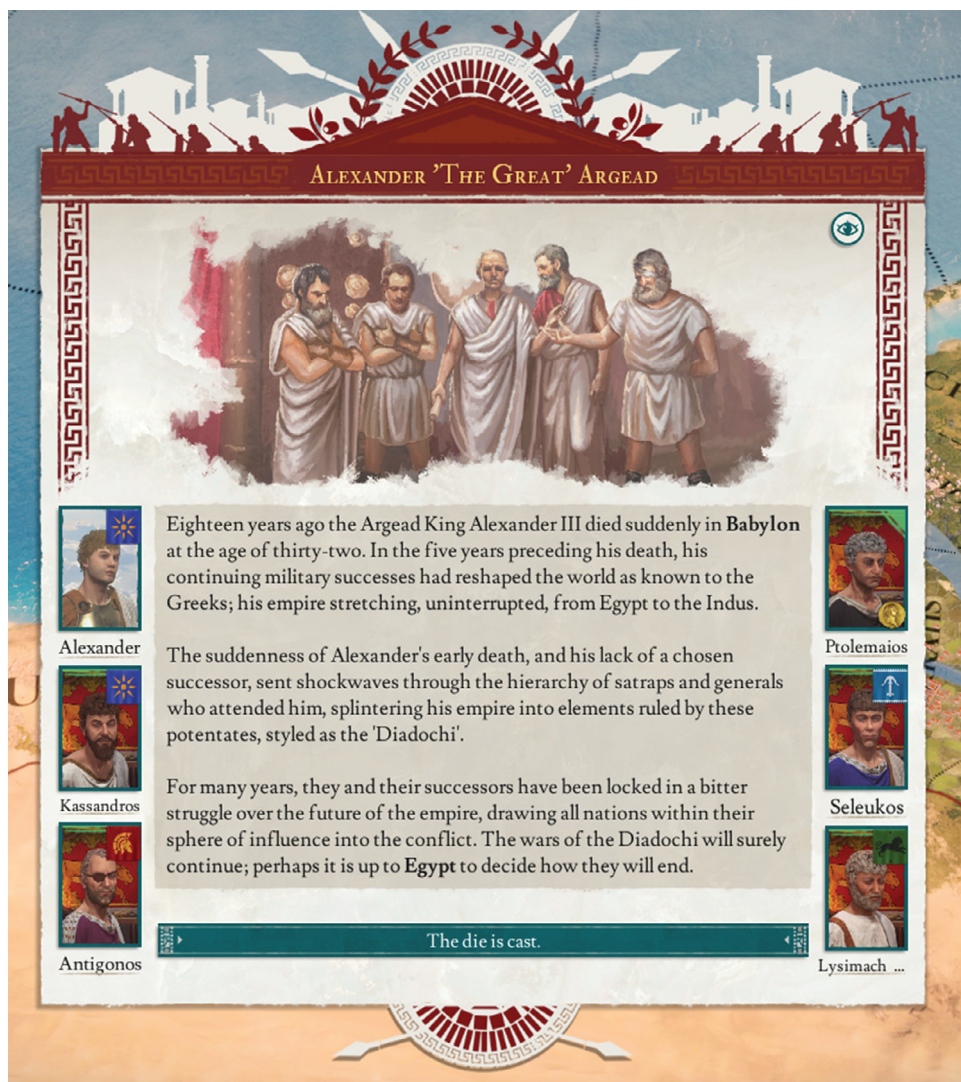 Alexander 'The Great' Argead
Eighteen years ago the Argead King Alexander III died suddenly in Babylon
at the age of thirty-two. In the five years preceding his death, his
continuing military successes had reshaped the world as known to the
Greeks; his empire stretching, uninterrupted, from Egypt to the Indus.
The suddenness of Alexander's early death, and his lack of a chosen
successor, sent shockwaves through the hierarchy of satraps and generals
who attended him, splintering his empire into elements ruled by these
potentates, styled as the 'Diadochi'.
For many years, they and their successors have been locked in a bitter
struggle over the future of the empire, drawing all nations within their
sphere of influence into the conflict. The wars of the Diadochi will surely
continue; perhaps it is up to Egypt to decide how they will end.
Alexander
Kassandros
Antigonos
Ptolemaios
Seleukos
Lysimach ...
The die is cast.